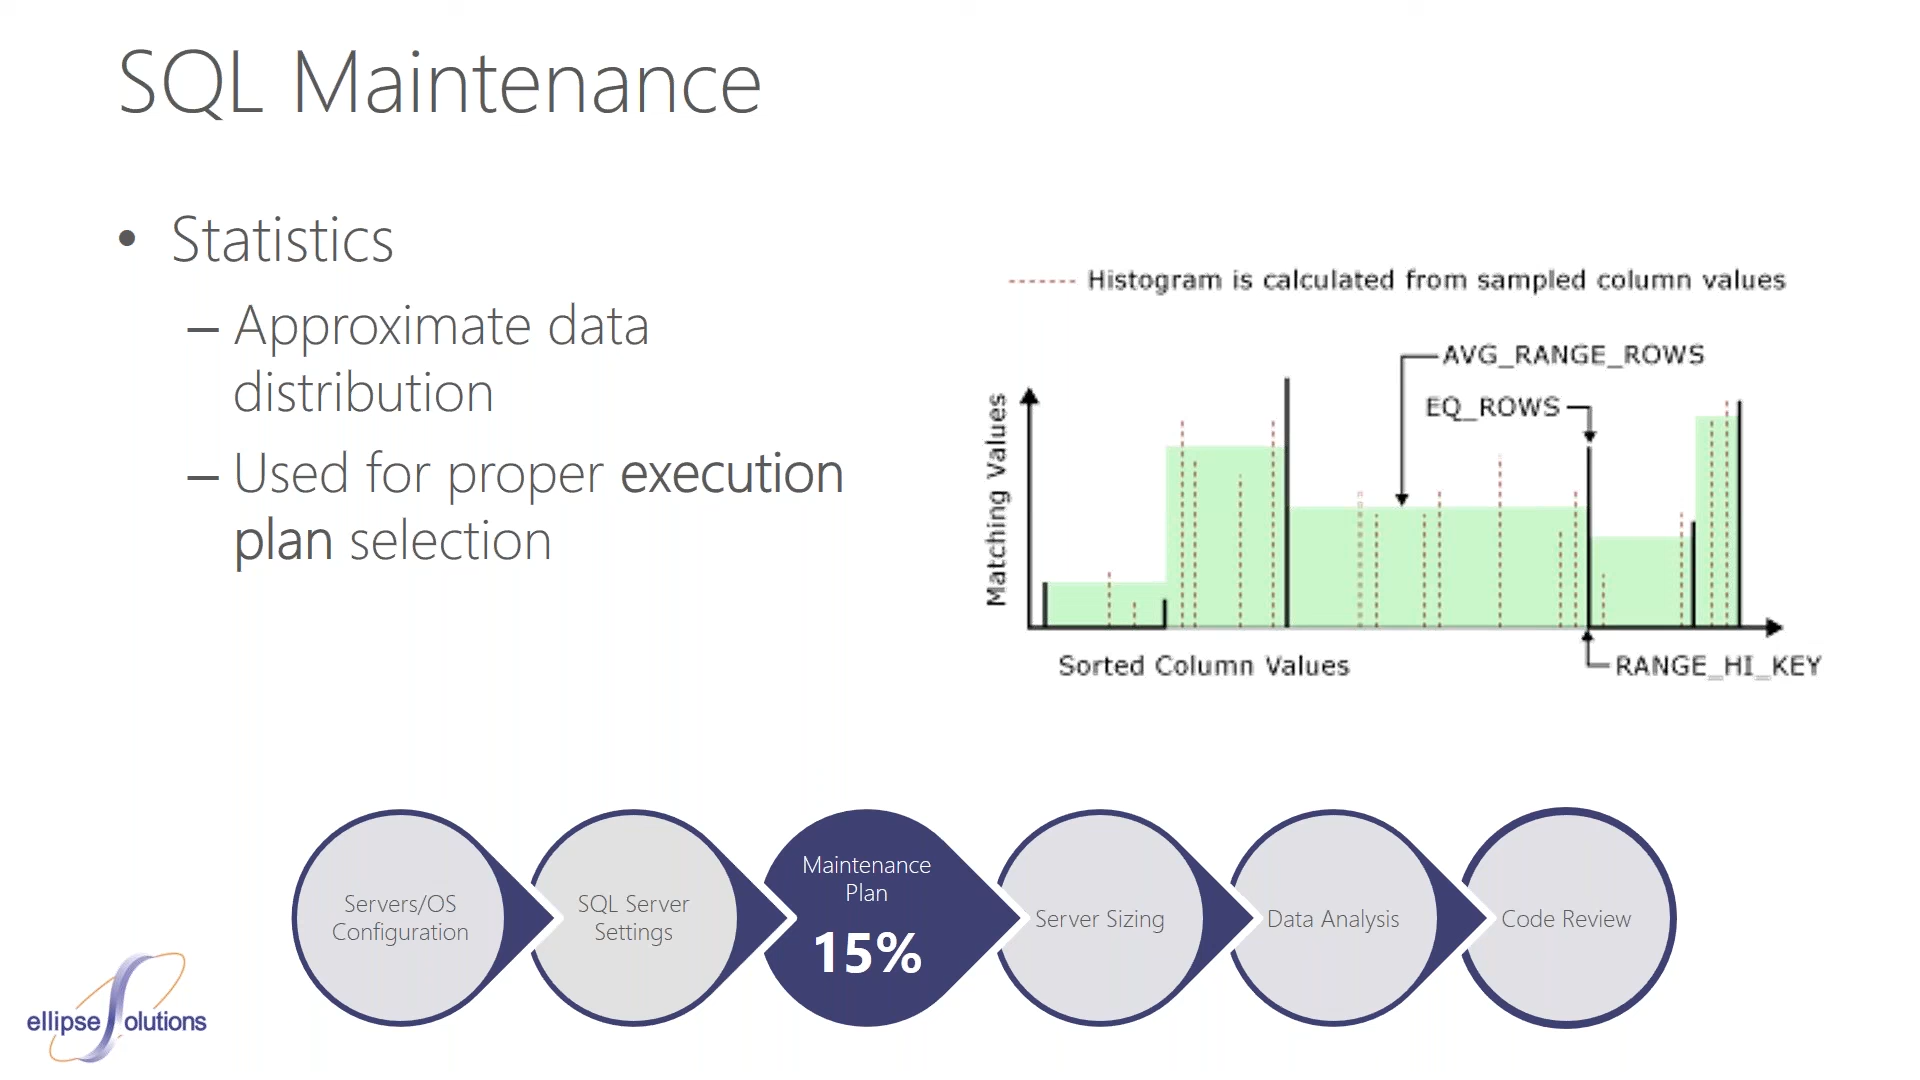 SQL Maintenance
• Statistics
– Approximate data
distribution
– Used for proper execution
plan selection
Histogram is calculated from sampled column values
AVG_RANGE_ROWS
EQ_ROWS
Matching Values
Sorted Column Values
RANGE_HI_KEY
Servers/OS
Configuration
SQL Server
Settings
Maintenance
Plan
15%
Server Sizing
Data Analysis
Code Review
ellipse Solutions